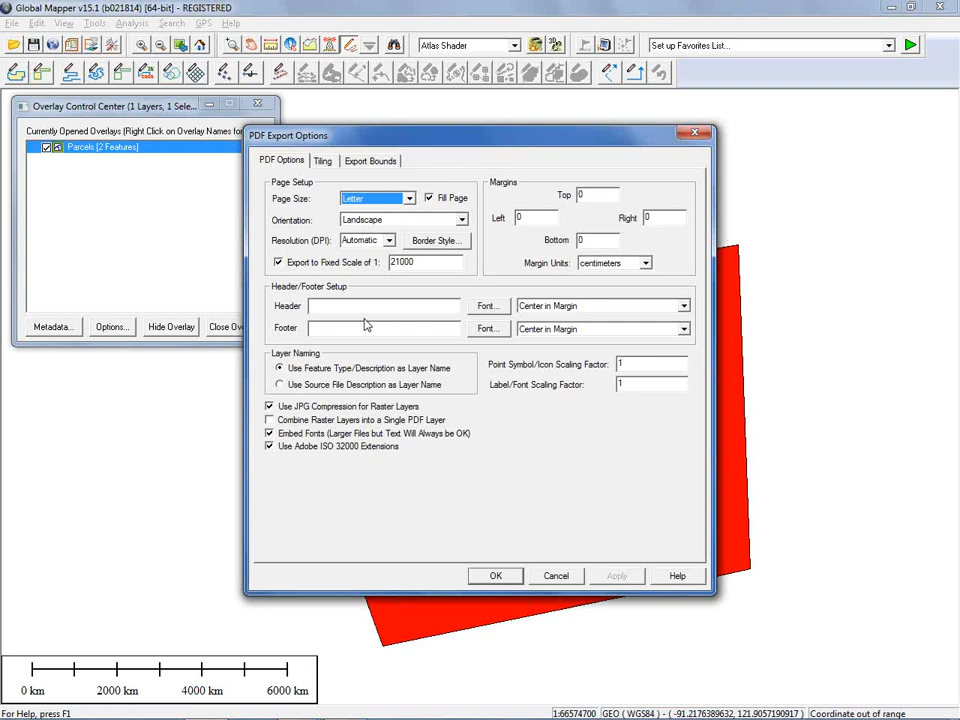 Global Mapper v15.1 (b021814) [64-bit] - REGISTERED
File Edit View Tools Analysis Search GPS Help
Atlas Shader
Set up Favorites List...
Overlay Control Center (1 Layers, 1 Sele...
Currently Opened Overlays (Right Click on Overlay Names for
Parcels [2 Features]
Metadata... Options... Hide Overlay Close Ov
PDF Export Options
PDF Options Tiling Export Bounds
Page Setup
Page Size: Letter Fill Page
Orientation: Landscape
Resolution (DPI): Automatic Border Style...
Export to Fixed Scale of 1: 21000
Margins
Top 0
Left 0 Right 0
Bottom 0
Margin Units: centimeters
Header/Footer Setup
Header Font... Center in Margin
Footer Font... Center in Margin
Layer Naming
Use Feature Type/Description as Layer Name
Use Source File Description as Layer Name
Point Symbol/Icon Scaling Factor: 1
Label/Font Scaling Factor: 1
Use JPG Compression for Raster Layers
Combine Raster Layers into a Single PDF Layer
Embed Fonts (Larger Files but Text Will Always be OK)
Use Adobe ISO 32000 Extensions
OK Cancel Apply Help
0 km 2000 km 4000 km 6000 km
For Help, press F1
1:66574700 GEO ( WGS84 ) - ( -91.2176389632, 121.9057190917 ) Coordinate out of range